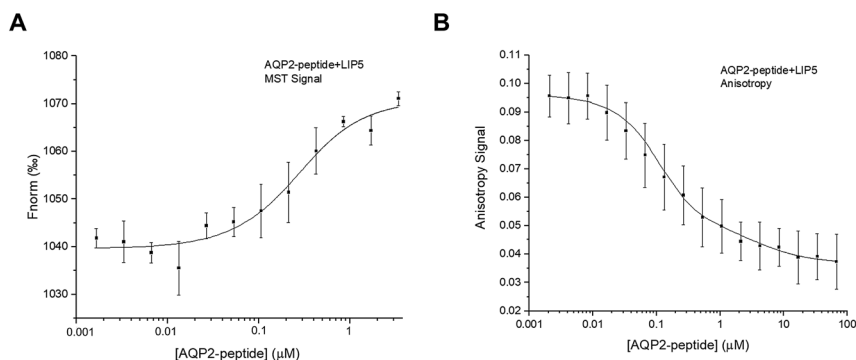 A
AQP2-peptide+LIP5
MST Signal
1080
1070
1060
1050
1040
1030
Fnorm (‰)
0.001
0.01
0.1
1
[AQP2-peptide] (µM)
B
AQP2-peptide+LIP5
Anisotropy
0.11
0.10
0.09
0.08
0.07
0.06
0.05
0.04
0.03
0.02
Anisotropy Signal
0.001
0.01
0.1
1
10
100
[AQP2-peptide] (µM)